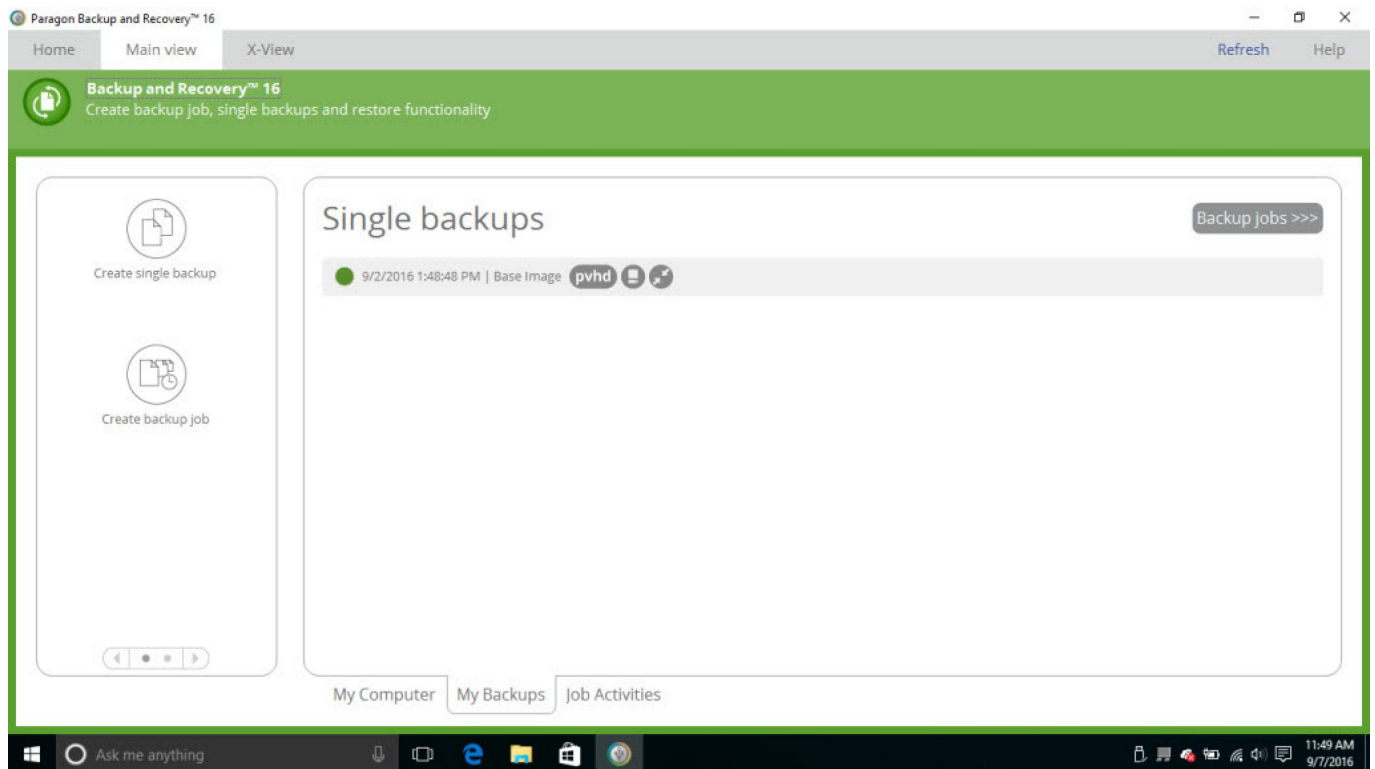 Paragon Backup and Recovery™ 16
Home Main view X-View Refresh Help
Backup and Recovery™ 16
Create backup job, single backups and restore functionality
Create single backup
Create backup job
Single backups
Backup jobs >>>
9/2/2016 1:48:48 PM | Base Image pvhd
My Computer My Backups Job Activities
Ask me anything
11:49 AM
9/7/2016